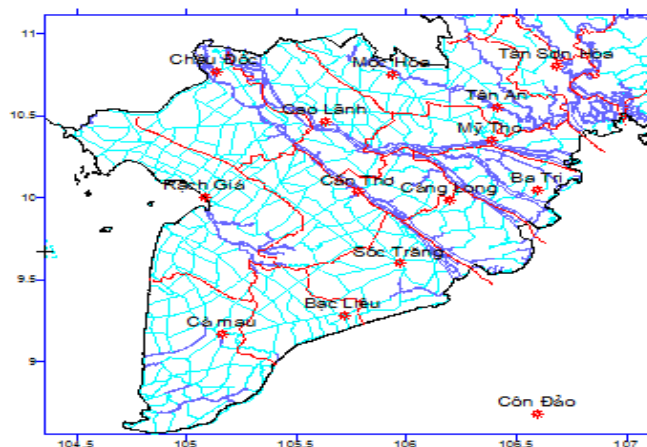 11
Châu Đốc
Mộc Hóa
Tân Sơn Hòa
10.5
Cao Lãnh
Tân An
Mỹ Tho
10
Rạch Giá
Cần Thơ
Càng Long
Ba Tri
9.5
Sóc Trăng
Bạc Liêu
Cà mau
9
Côn Đảo
104.5
105
105.5
106
106.5
107